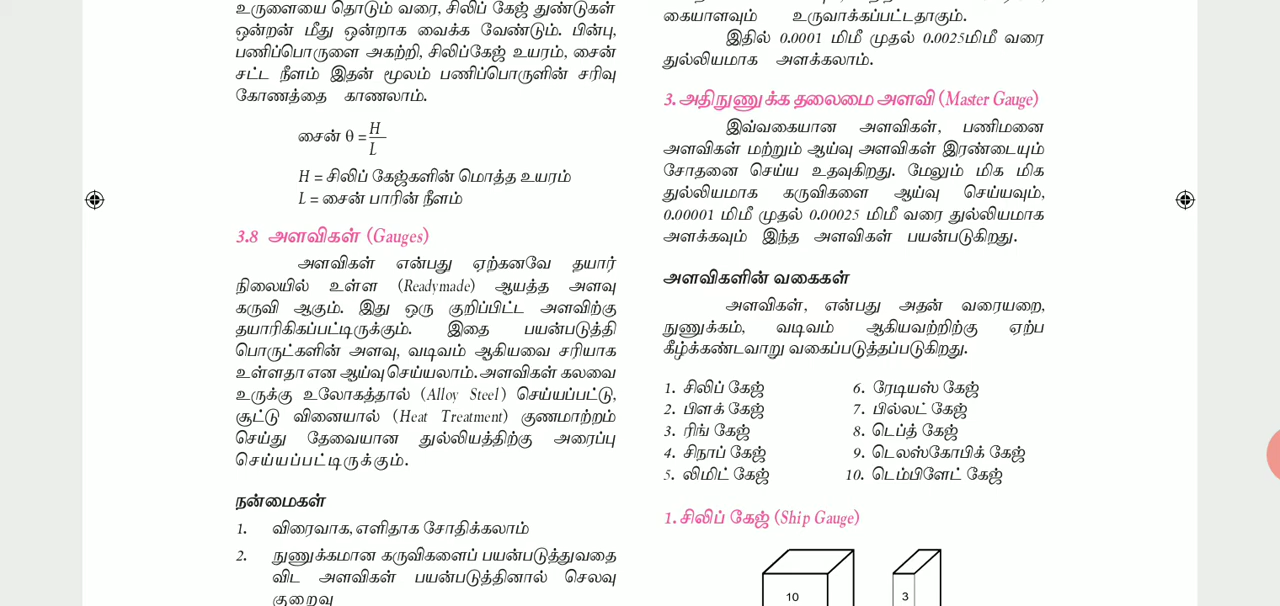 உருளையை தொடும் வரை, சிலிப் கேஜ் துண்டுகள்
ஒன்றன் மீது ஒன்றாக வைக்க வேண்டும். பின்பு,
பணிப்பொருளை அகற்றி, சிலிப்கேஜ் உயரம், சைன்
சட்ட நீளம் இதன் மூலம் பணிப்பொருளின் சரிவு
கோணத்தை காணலாம்.
சைன் θ = H
L
H = சிலிப் கேஜ்களின் மொத்த உயரம்
L = சைன் பாரின் நீளம்
3.8 அளவிகள் (Gauges)
அளவிகள் என்பது ஏற்கனவே தயார்
நிலையில் உள்ள (Readymade) ஆயத்த அளவு
கருவி ஆகும். இது ஒரு குறிப்பிட்ட அளவிற்கு
தயாரிகிகப்பட்டிருக்கும். இதை பயன்படுத்தி
பொருட்களின் அளவு, வடிவம் ஆகியவை சரியாக
உள்ளதா என ஆய்வு செய்யலாம். அளவிகள் கலவை
உருக்கு உலோகத்தால் (Alloy Steel) செய்யப்பட்டு,
சூட்டு வினையால் (Heat Treatment) குணமாற்றம்
செய்து தேவையான துல்லியத்திற்கு அரைப்பு
செய்யப்பட்டிருக்கும்.
நன்மைகள்
1. விரைவாக, எளிதாக சோதிக்கலாம்
2. நுணுக்கமான கருவிகளைப் பயன்படுத்துவதை
விட அளவிகள் பயன்படுத்தினால் செலவு
குறைவு
கையாளவும் உருவாக்கப்பட்டதாகும்.
இதில் 0.0001 மிமீ முதல் 0.0025மிமீ வரை
துல்லியமாக அளக்கலாம்.
3. அதிநுணுக்க தலைமை அளவி (Master Gauge)
இவ்வகையான அளவிகள், பணிமனை
அளவிகள் மற்றும் ஆய்வு அளவிகள் இரண்டையும்
சோதனை செய்ய உதவுகிறது. மேலும் மிக மிக
துல்லியமாக கருவிகளை ஆய்வு செய்யவும்,
0.00001 மிமீ முதல் 0.00025 மிமீ வரை துல்லியமாக
அளக்கவும் இந்த அளவிகள் பயன்படுகிறது.
அளவிகளின் வகைகள்
அளவிகள், என்பது அதன் வரையறை,
நுணுக்கம், வடிவம் ஆகியவற்றிற்கு ஏற்ப
கீழ்க்கண்டவாறு வகைப்படுத்தப்படுகிறது.
1. சிலிப் கேஜ்
2. பிளக் கேஜ்
3. ரிங் கேஜ்
4. சிநாப் கேஜ்
5. லிமிட் கேஜ்
6. ரேடியஸ் கேஜ்
7. பில்லட் கேஜ்
8. டெப்த் கேஜ்
9. டெலஸ்கோபிக் கேஜ்
10. டெம்பிளேட் கேஜ்
1. சிலிப் கேஜ் (Ship Gauge)
10
3